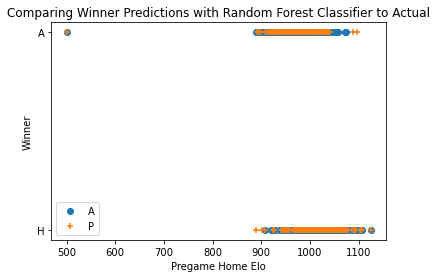 Comparing Winner Predictions with Random Forest Classifier to Actual
A
Winner
H
A
P
500 600 700 800 900 1000 1100
Pregame Home Elo